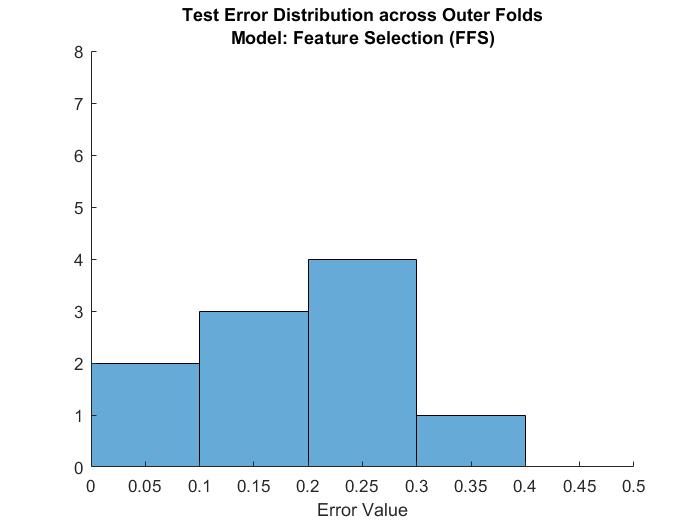 Test Error Distribution across Outer Folds
Model: Feature Selection (FFS)
8
7
6
5
4
3
2
1
0
0 0.05 0.1 0.15 0.2 0.25 0.3 0.35 0.4 0.45 0.5
Error Value